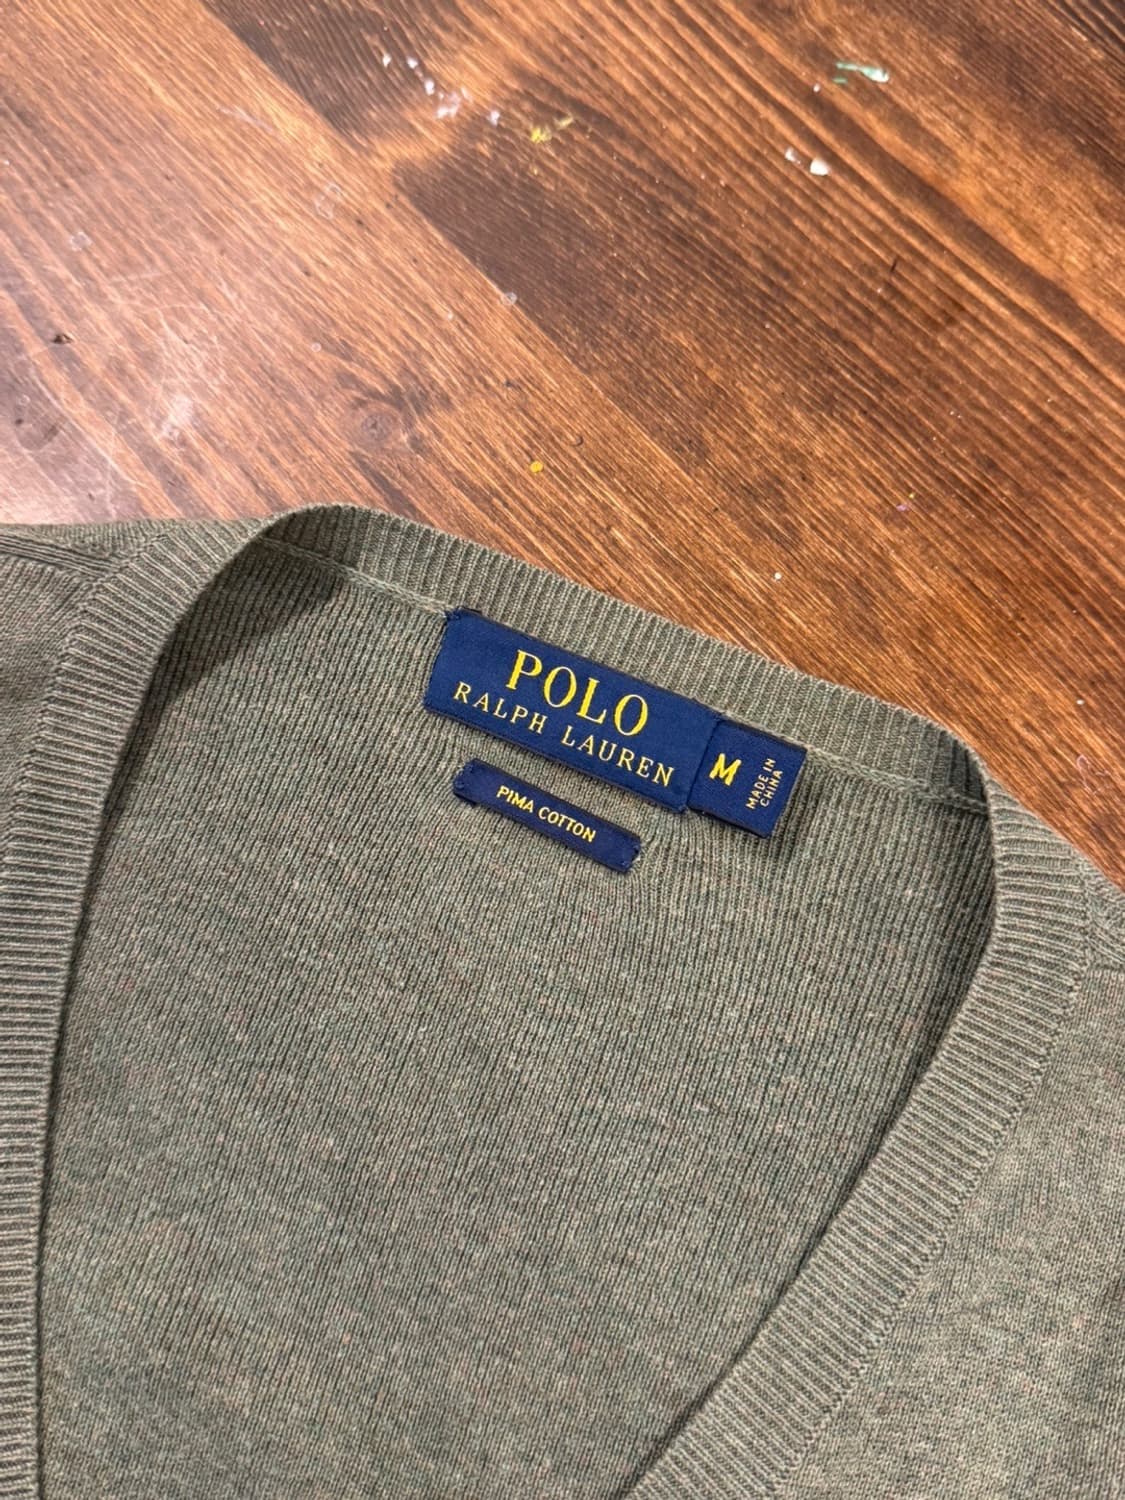 POLO
RALPH LAUREN
M
MADE IN
CHINA
PIMA COTTON